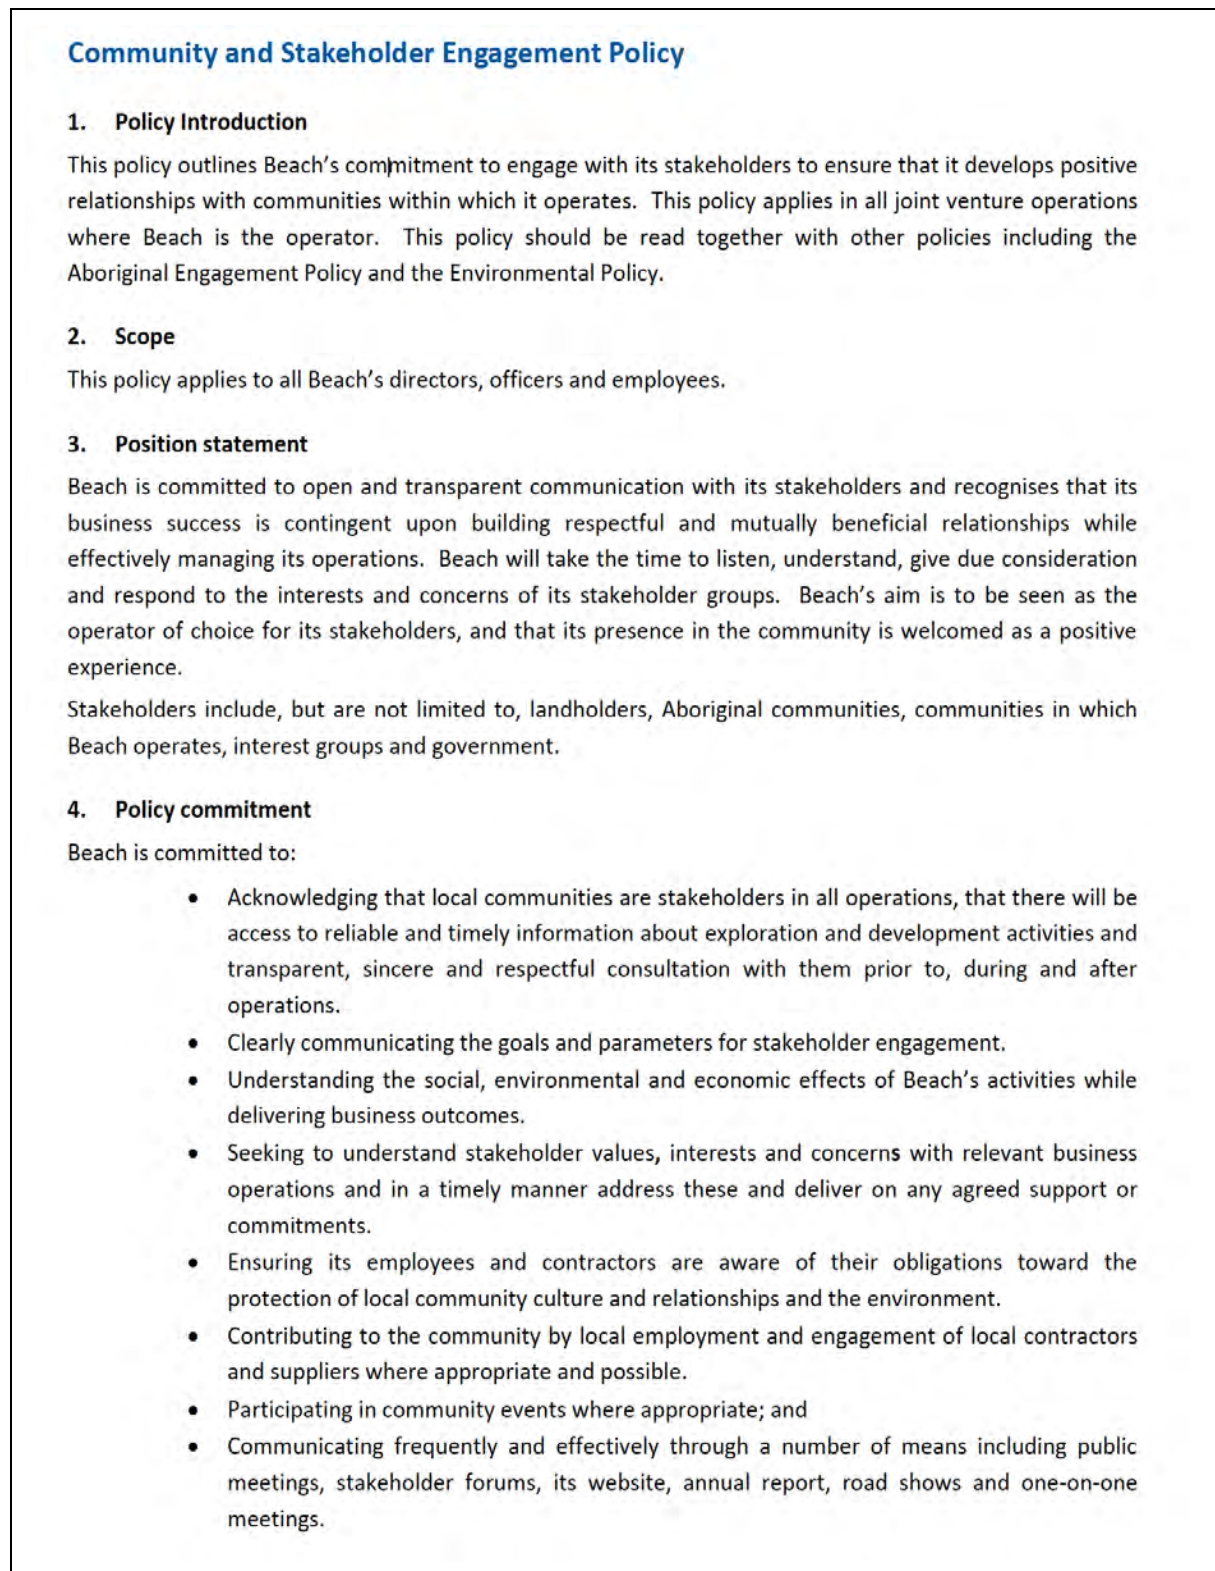 Community and Stakeholder Engagement Policy
1. Policy Introduction
This policy outlines Beach's commitment to engage with its stakeholders to ensure that it develops positive
relationships with communities within which it operates. This policy applies in all joint venture operations
where Beach is the operator. This policy should be read together with other policies including the
Aboriginal Engagement Policy and the Environmental Policy.
2. Scope
This policy applies to all Beach's directors, officers and employees.
3. Position statement
Beach is committed to open and transparent communication with its stakeholders and recognises that its
business success is contingent upon building respectful and mutually beneficial relationships while
effectively managing its operations. Beach will take the time to listen, understand, give due consideration
and respond to the interests and concerns of its stakeholder groups. Beach's aim is to be seen as the
operator of choice for its stakeholders, and that its presence in the community is welcomed as a positive
experience.
Stakeholders include, but are not limited to, landholders, Aboriginal communities, communities in which
Beach operates, interest groups and government.
4. Policy commitment
Beach is committed to:
• Acknowledging that local communities are stakeholders in all operations, that there will be
access to reliable and timely information about exploration and development activities and
transparent, sincere and respectful consultation with them prior to, during and after
operations.
• Clearly communicating the goals and parameters for stakeholder engagement.
• Understanding the social, environmental and economic effects of Beach's activities while
delivering business outcomes.
• Seeking to understand stakeholder values, interests and concerns with relevant business
operations and in a timely manner address these and deliver on any agreed support or
commitments.
• Ensuring its employees and contractors are aware of their obligations toward the
protection of local community culture and relationships and the environment.
• Contributing to the community by local employment and engagement of local contractors
and suppliers where appropriate and possible.
• Participating in community events where appropriate; and
• Communicating frequently and effectively through a number of means including public
meetings, stakeholder forums, its website, annual report, road shows and one-on-one
meetings.